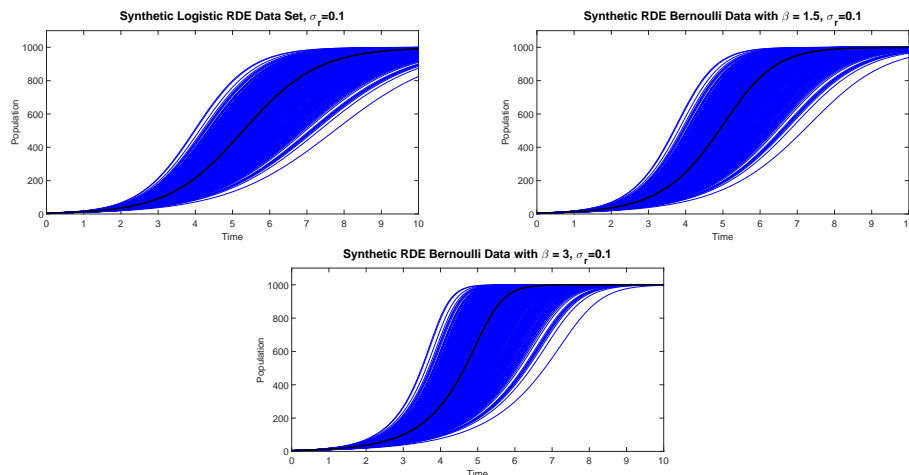 Synthetic Logistic RDE Data Set, σr=0.1
1000
800
600
400
200
0
Population
0 1 2 3 4 5 6 7 8 9 10
Time
Synthetic RDE Bernoulli Data with β = 1.5, σr=0.1
1000
800
600
400
200
0
Population
0 1 2 3 4 5 6 7 8 9 10
Time
Synthetic RDE Bernoulli Data with β = 3, σr=0.1
1000
800
600
400
200
0
Population
0 1 2 3 4 5 6 7 8 9 10
Time